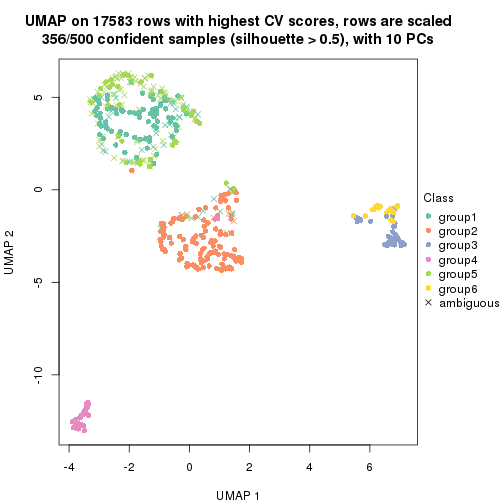 UMAP on 17583 rows with highest CV scores, rows are scaled
356/500 confident samples (silhouette > 0.5), with 10 PCs
5
0
-5
-10
UMAP 2
-4
-2
0
2
4
6
UMAP 1
Class
group1
group2
group3
group4
group5
group6
ambiguous